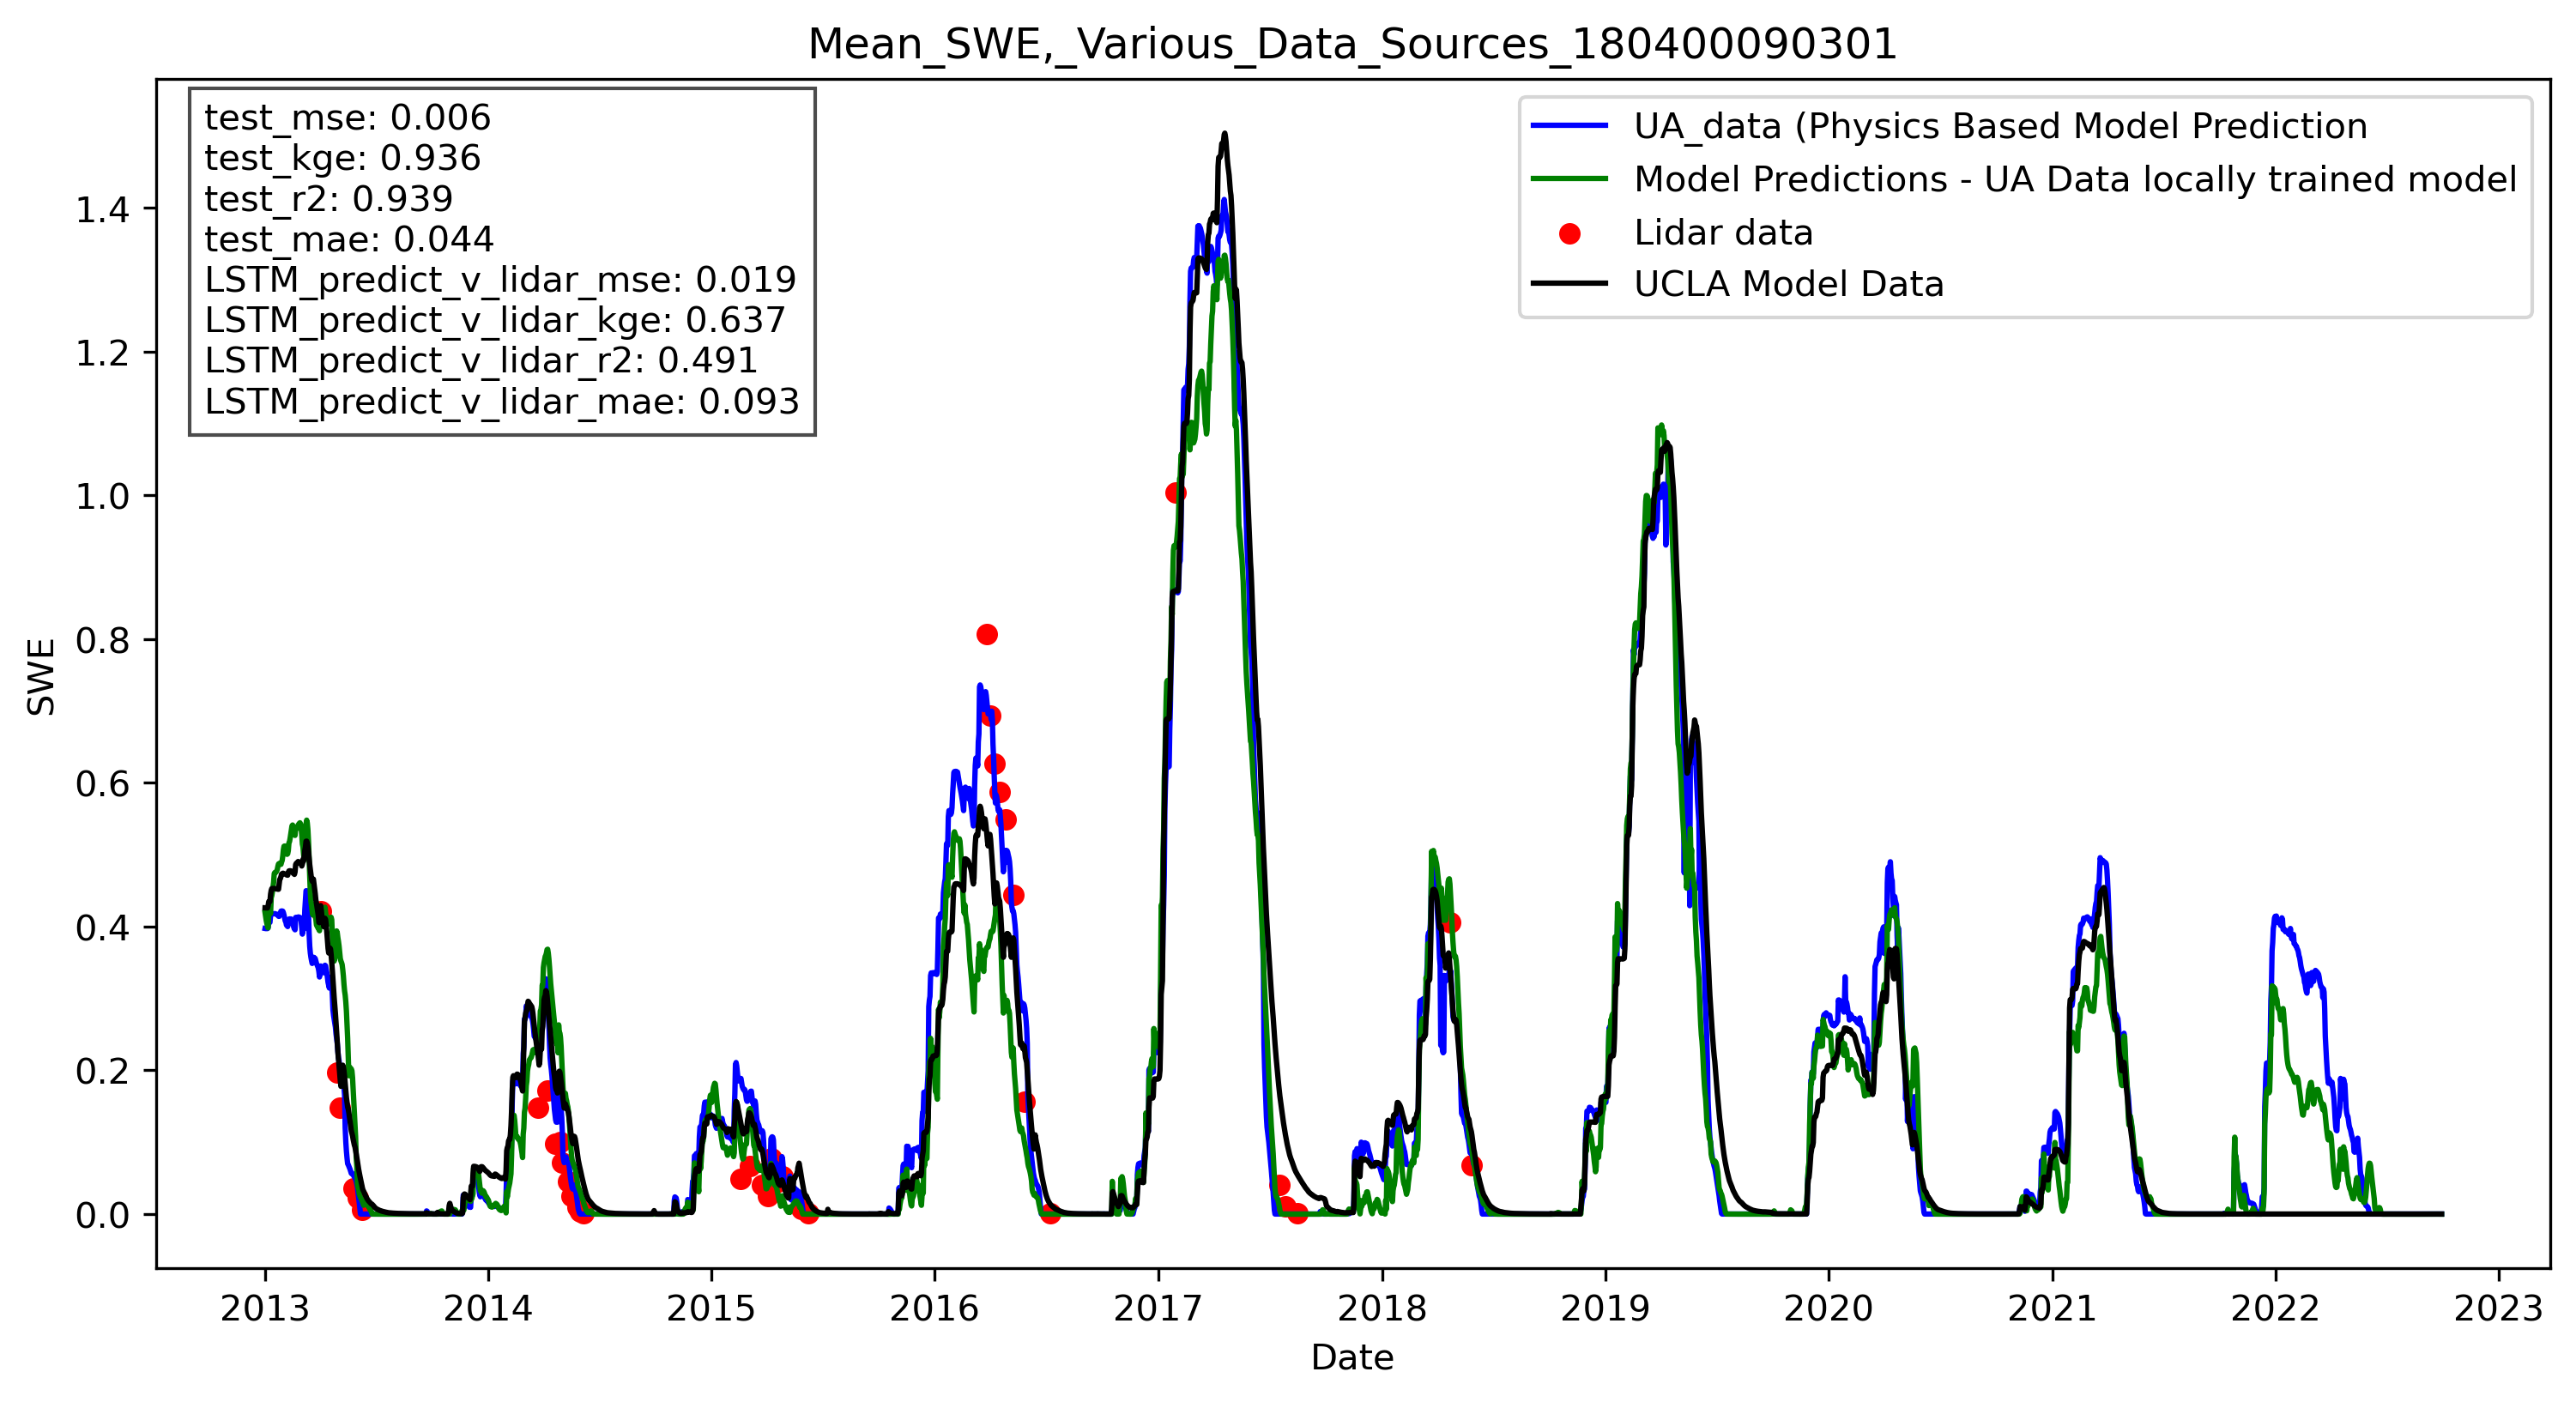 Mean_SWE,_Various_Data_Sources_180400090301
test_mse: 0.006
test_kge: 0.936
test_r2: 0.939
test_mae: 0.044
LSTM_predict_v_lidar_mse: 0.019
LSTM_predict_v_lidar_kge: 0.637
LSTM_predict_v_lidar_r2: 0.491
LSTM_predict_v_lidar_mae: 0.093
UA_data (Physics Based Model Prediction
Model Predictions - UA Data locally trained model
Lidar data
UCLA Model Data
SWE
1.4
1.2
1.0
0.8
0.6
0.4
0.2
0.0
2013 2014 2015 2016 2017 2018 2019 2020 2021 2022 2023
Date